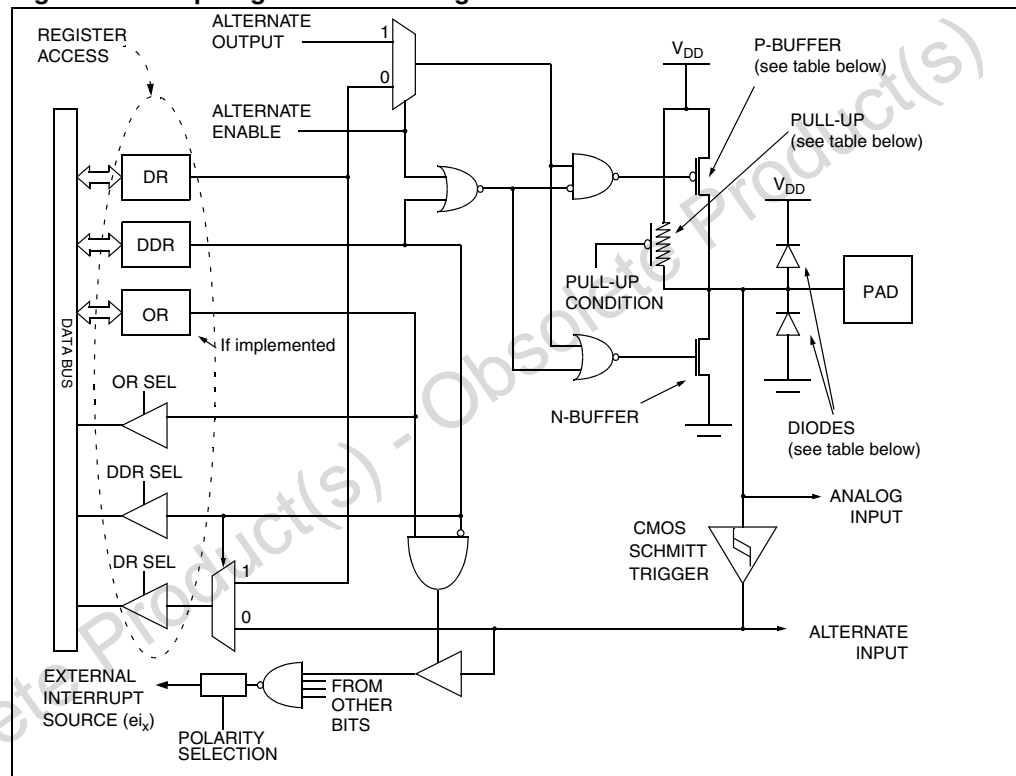 REGISTER
ACCESS
ALTERNATE
OUTPUT
1
0
ALTERNATE
ENABLE
VDD
P-BUFFER
(see table below)
PULL-UP
(see table below)
VDD
DR
DDR
OR
If implemented
DATA BUS
PULL-UP
CONDITION
PAD
N-BUFFER
DIODES
(see table below)
OR SEL
DDR SEL
DR SEL
1
0
ANALOG
INPUT
CMOS
SCHMITT
TRIGGER
ALTERNATE
INPUT
EXTERNAL
INTERRUPT
SOURCE (eix)
POLARITY
SELECTION
FROM
OTHER
BITS
ete Product(s) - Obsolete Product(s)